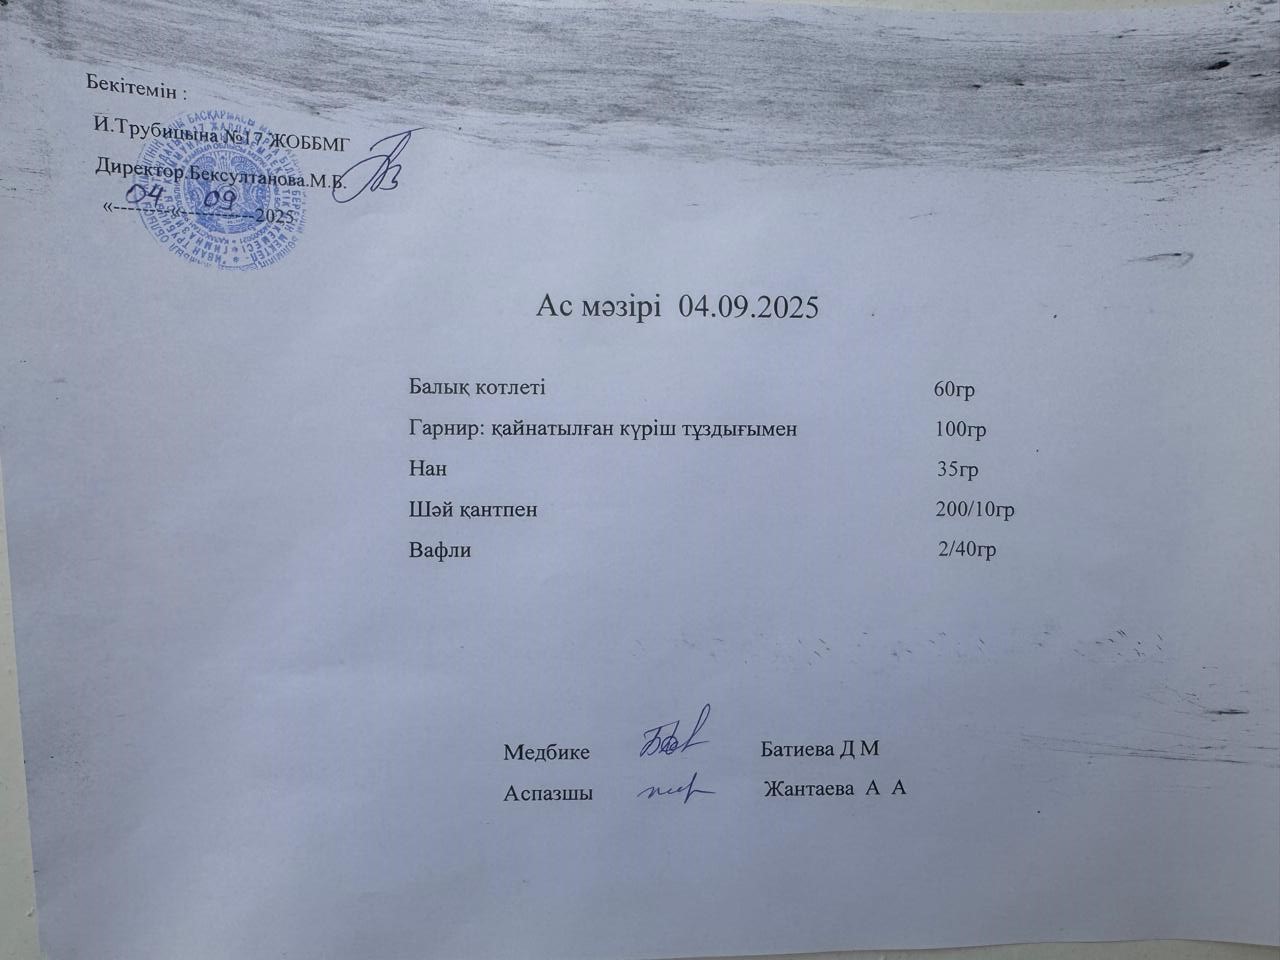 Бекітемін :
И.Трубицына №17 ЖОББМГ
Директор.Бексултанова.М.Б.
«---04---«---09---2025
Ас мәзірі 04.09.2025
Балық котлеті 60гр
Гарнир: қайнатылған күріш тұздығымен 100гр
Нан 35гр
Шәй қантпен 200/10гр
Вафли 2/40гр
Медбике Батиева Д М
Аспазшы Жантаева А А